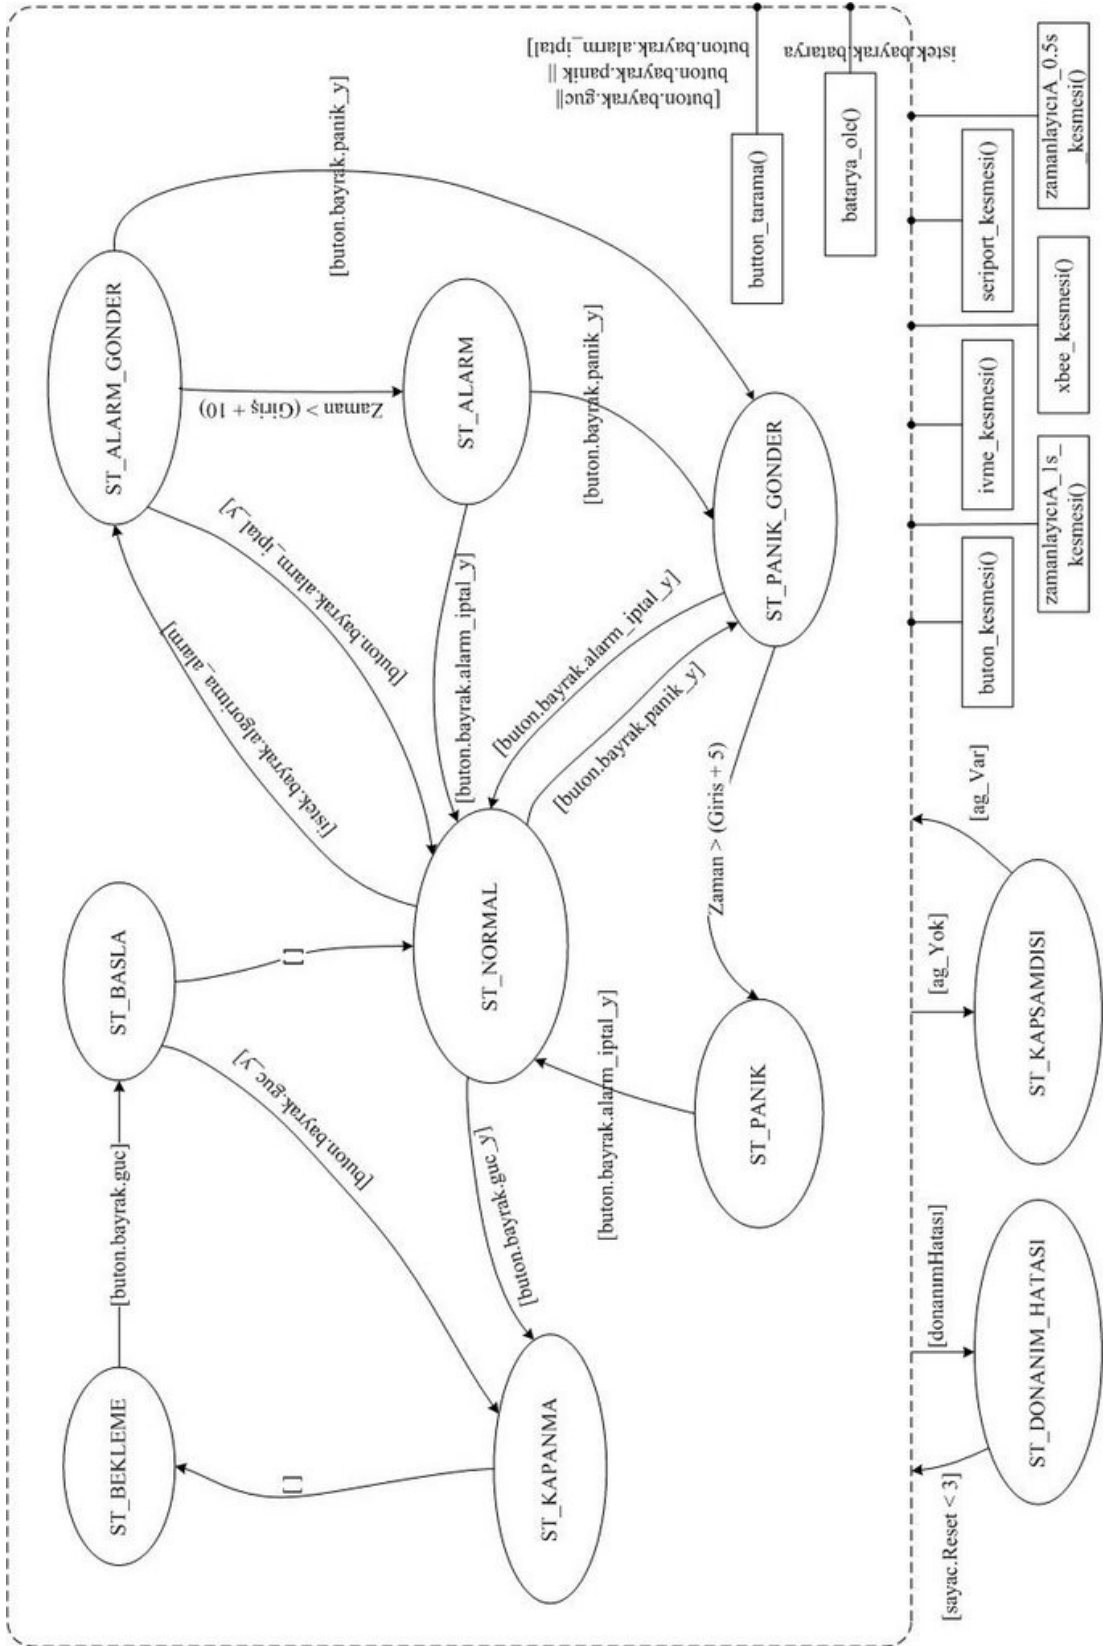 ST_BEKLEME
[buton.bayrak.guc]
ST_BASLA
[istek.bayrak.algoritma_alarm]
ST_ALARM_GONDER
[buton.bayrak.panik_y]
[ ]
[buton.bayrak.guc_y]
[ ]
[buton.bayrak.alarm_iptal_y]
Zaman > (Giriş + 10)
ST_KAPANMA
[buton.bayrak.guc_y]
ST_NORMAL
[buton.bayrak.alarm_iptal_y]
ST_ALARM
[buton.bayrak.alarm_iptal_y]
[buton.bayrak.alarm_iptal_y]
[buton.bayrak.panik_y]
[buton.bayrak.panik_y]
ST_PANIK
Zaman > (Giris + 5)
ST_PANIK_GONDER
button_tarama()
[buton.bayrak.guc||
buton.bayrak.panik ||
buton.bayrak.alarm_iptal]
batarya_olc()
istek.bayrak.batarya
[sayac.Reset < 3]
[donanımHatası]
[ag_Yok]
[ag_Var]
ST_DONANIM_HATASI
ST_KAPSAMDISI
buton_kesmesi()
ivme_kesmesi()
seriport_kesmesi()
zamanlayıcıA_1s_
kesmesi()
xbee_kesmesi()
zamanlayıcıA_0.5s
_kesmesi()